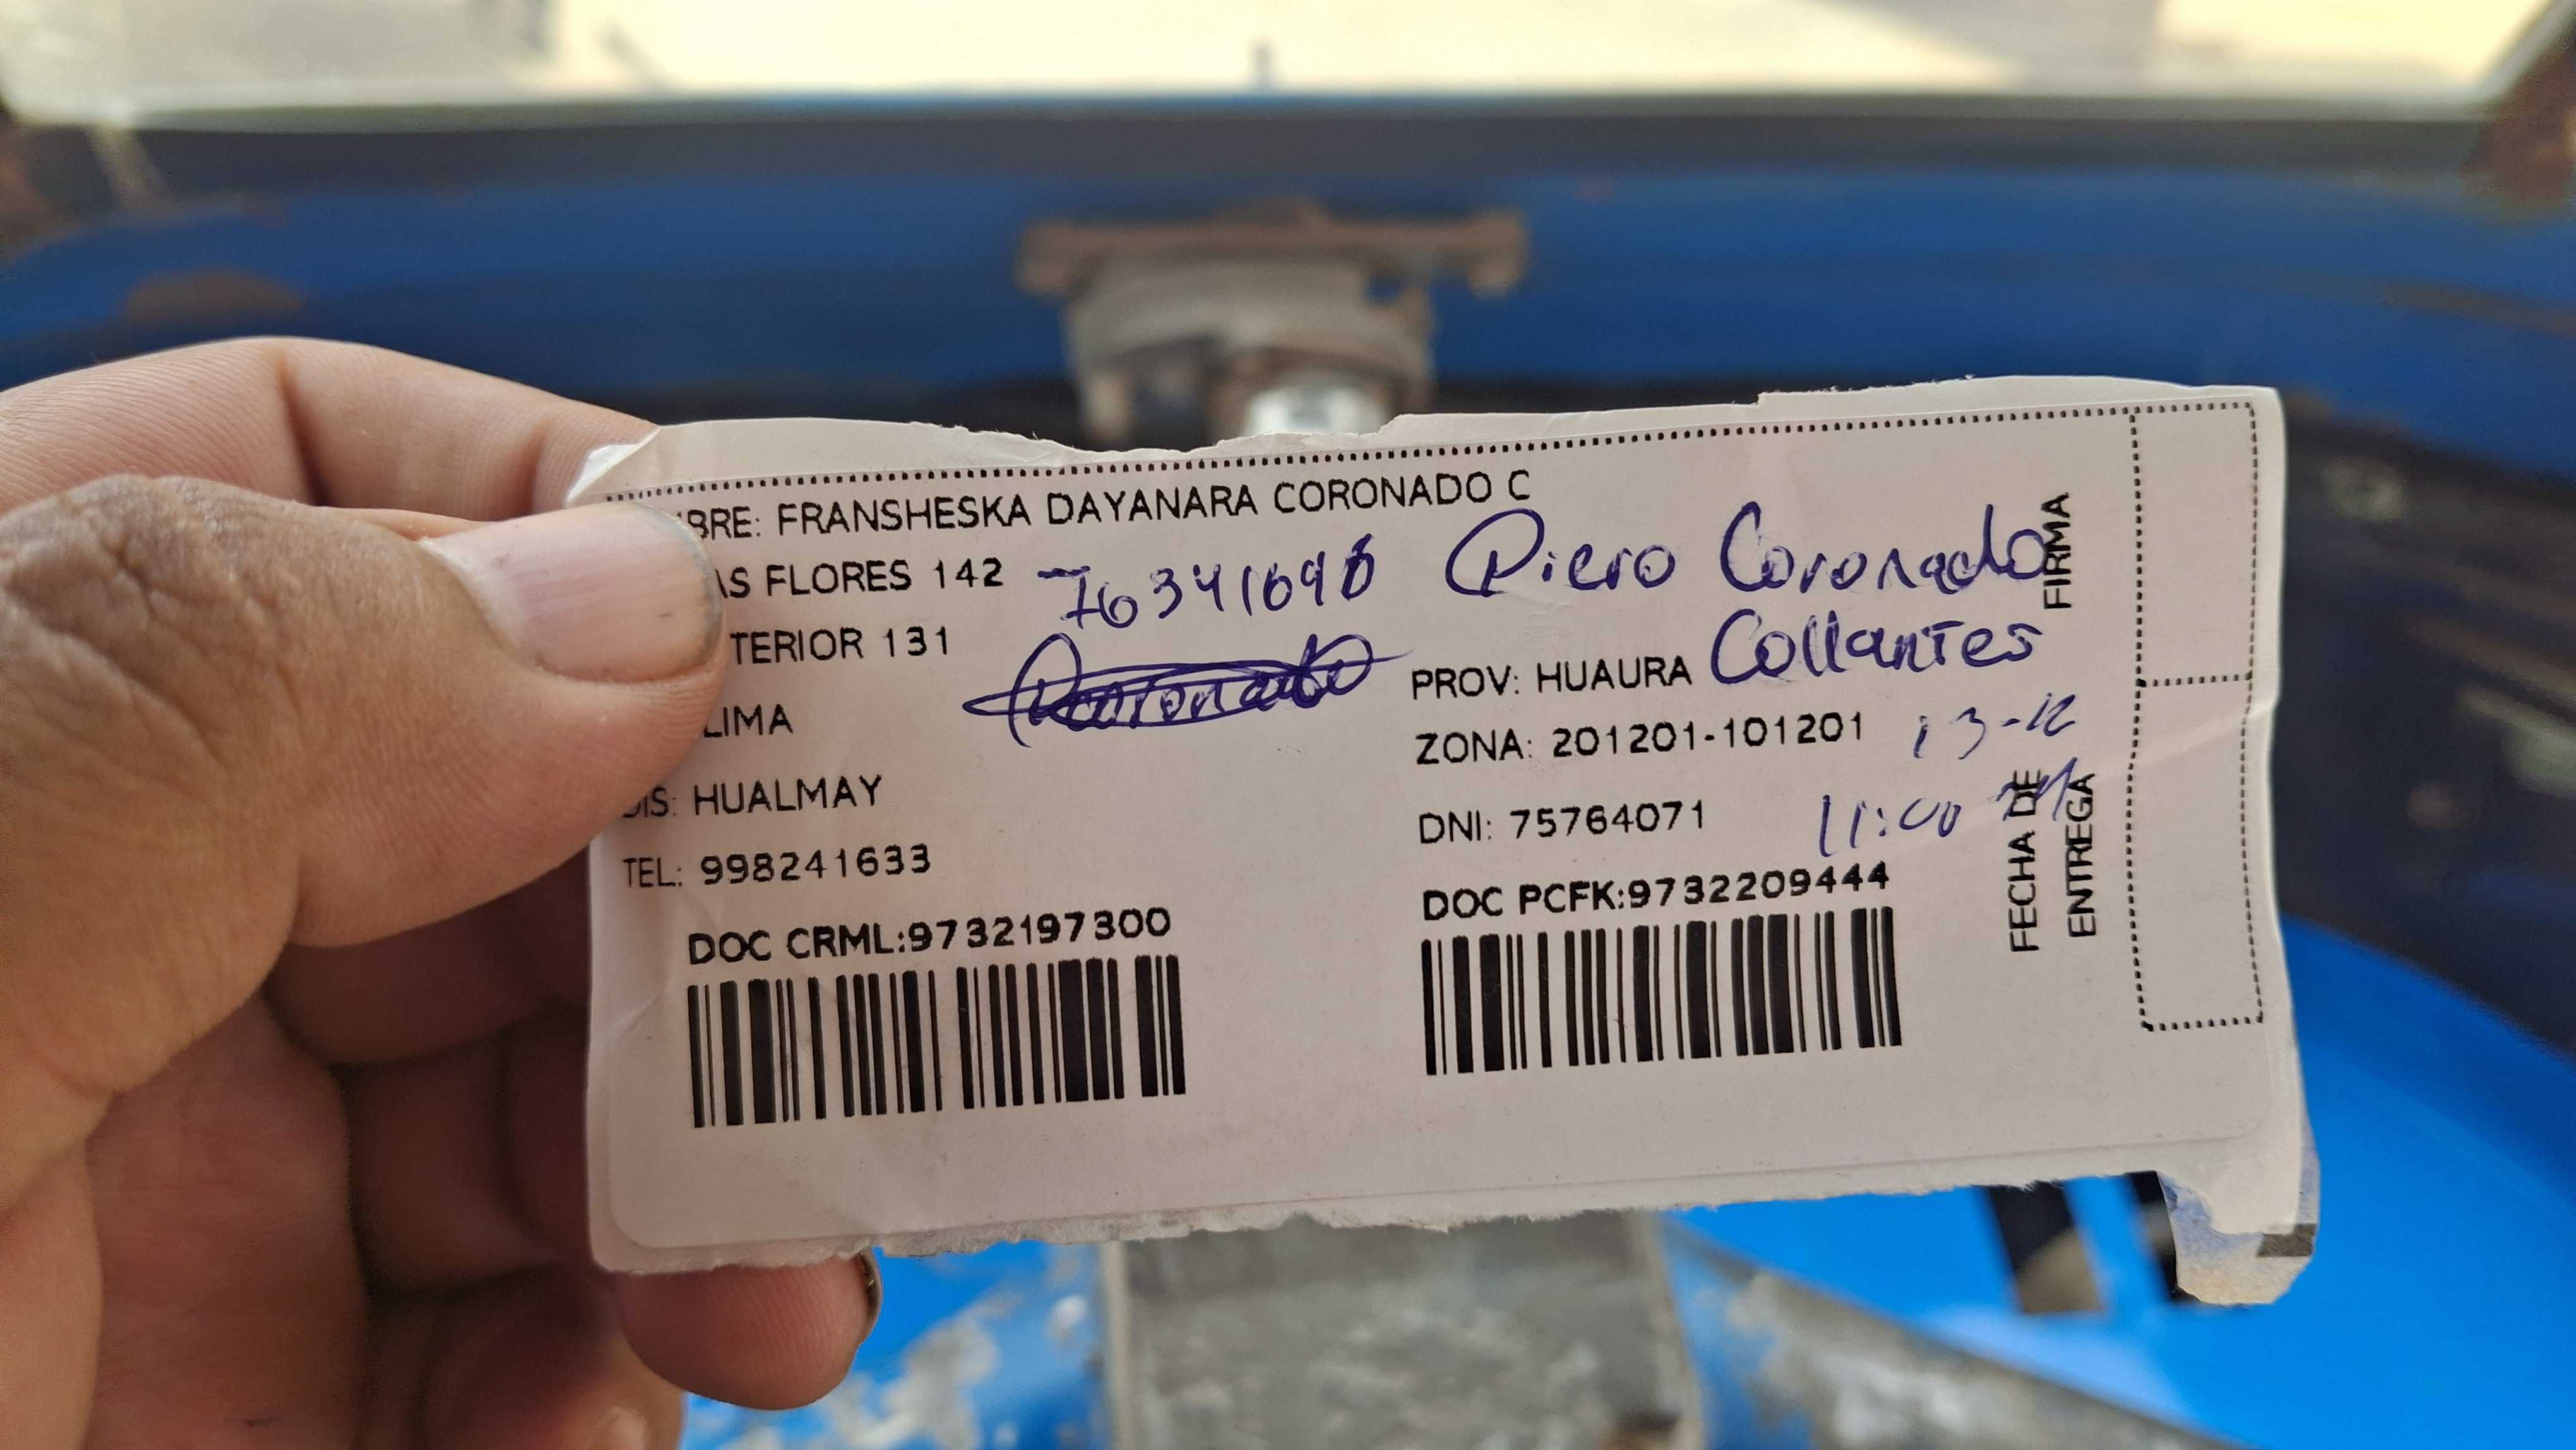 BRE: FRANSHESKA DAYANARA CORONADO C
AS FLORES 142
76341698 Piero Coronado
Collantes
TERIOR 131
PROV: HUAURA
LIMA
ZONA: 201201-101201
13-12
DIS: HUALMAY
DNI: 75764071
11:00
TEL: 998241633
DOC CRML:9732197300
DOC PCFK:9732209444
FIRMA
FECHA DE
ENTREGA